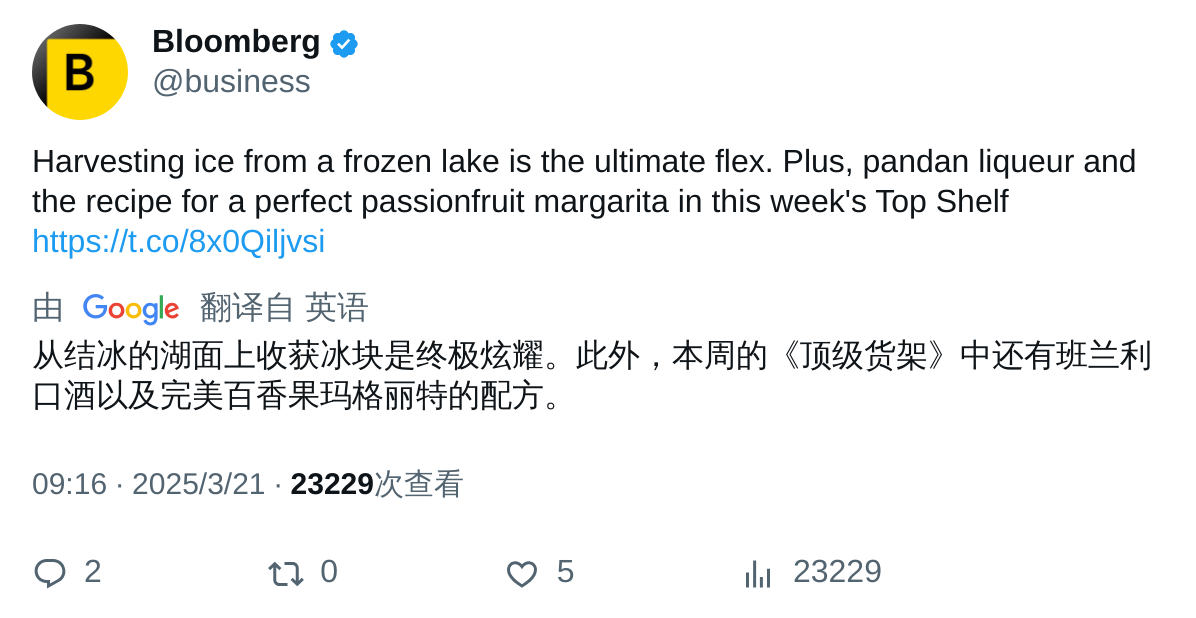 B
Bloomberg
@business
Harvesting ice from a frozen lake is the ultimate flex. Plus, pandan liqueur and
the recipe for a perfect passionfruit margarita in this week's Top Shelf
https://t.co/8x0Qiljvsi
由 Google 翻译自 英语
从结冰的湖面上收获冰块是终极炫耀。此外，本周的《顶级货架》中还有班兰利
口酒以及完美百香果玛格丽特的配方。
09:16 · 2025/3/21 · 23229次查看
2 0 5 23229